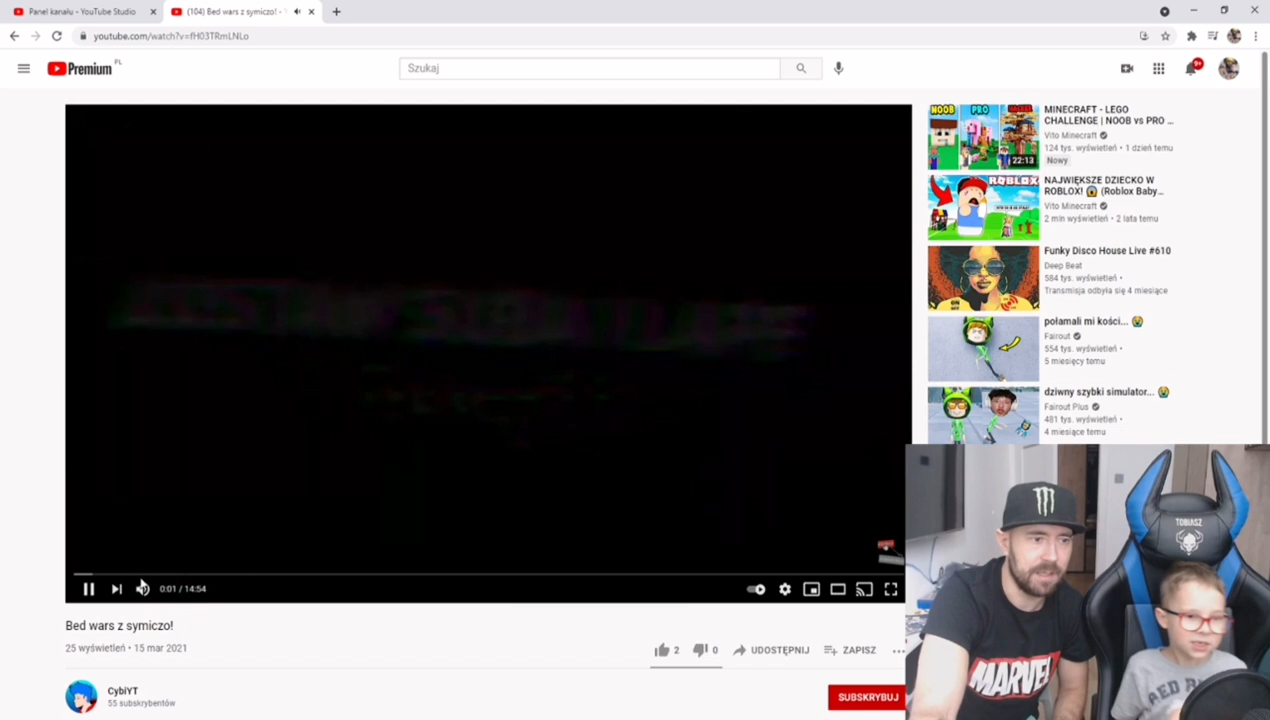 Panel kanału - YouTube Studio
(104) Bed wars z symiczo! -
youtube.com/watch?v=fH03TRmLNLo
Premium PL
Szukaj
9+
NOOB PRO HACKER
22:13
MINECRAFT - LEGO
CHALLENGE | NOOB vs PRO ...
Vito Minecraft
124 tys. wyświetleń • 1 dzień temu
Nowy
ROBLOX
NAJWIĘKSZE DZIECKO W
ROBLOX! 😱 (Roblox Baby...
Vito Minecraft
2 mln wyświetleń • 2 lata temu
Funky Disco House Live #610
Deep Beat
584 tys. wyświetleń •
Transmisja odbyła się 4 miesiące
połamali mi kości... 😭
Fairout
554 tys. wyświetleń •
5 miesięcy temu
dziwny szybki simulator... 😭
Fairout Plus
481 tys. wyświetleń •
4 miesiące temu
0:01 / 14:54
Bed wars z symiczo!
25 wyświetleń • 15 mar 2021
2
0
UDOSTĘPNIJ
ZAPISZ
...
CybiYT
55 subskrybentów
SUBSKRYBUJ
TOBIASZ
MARVEL